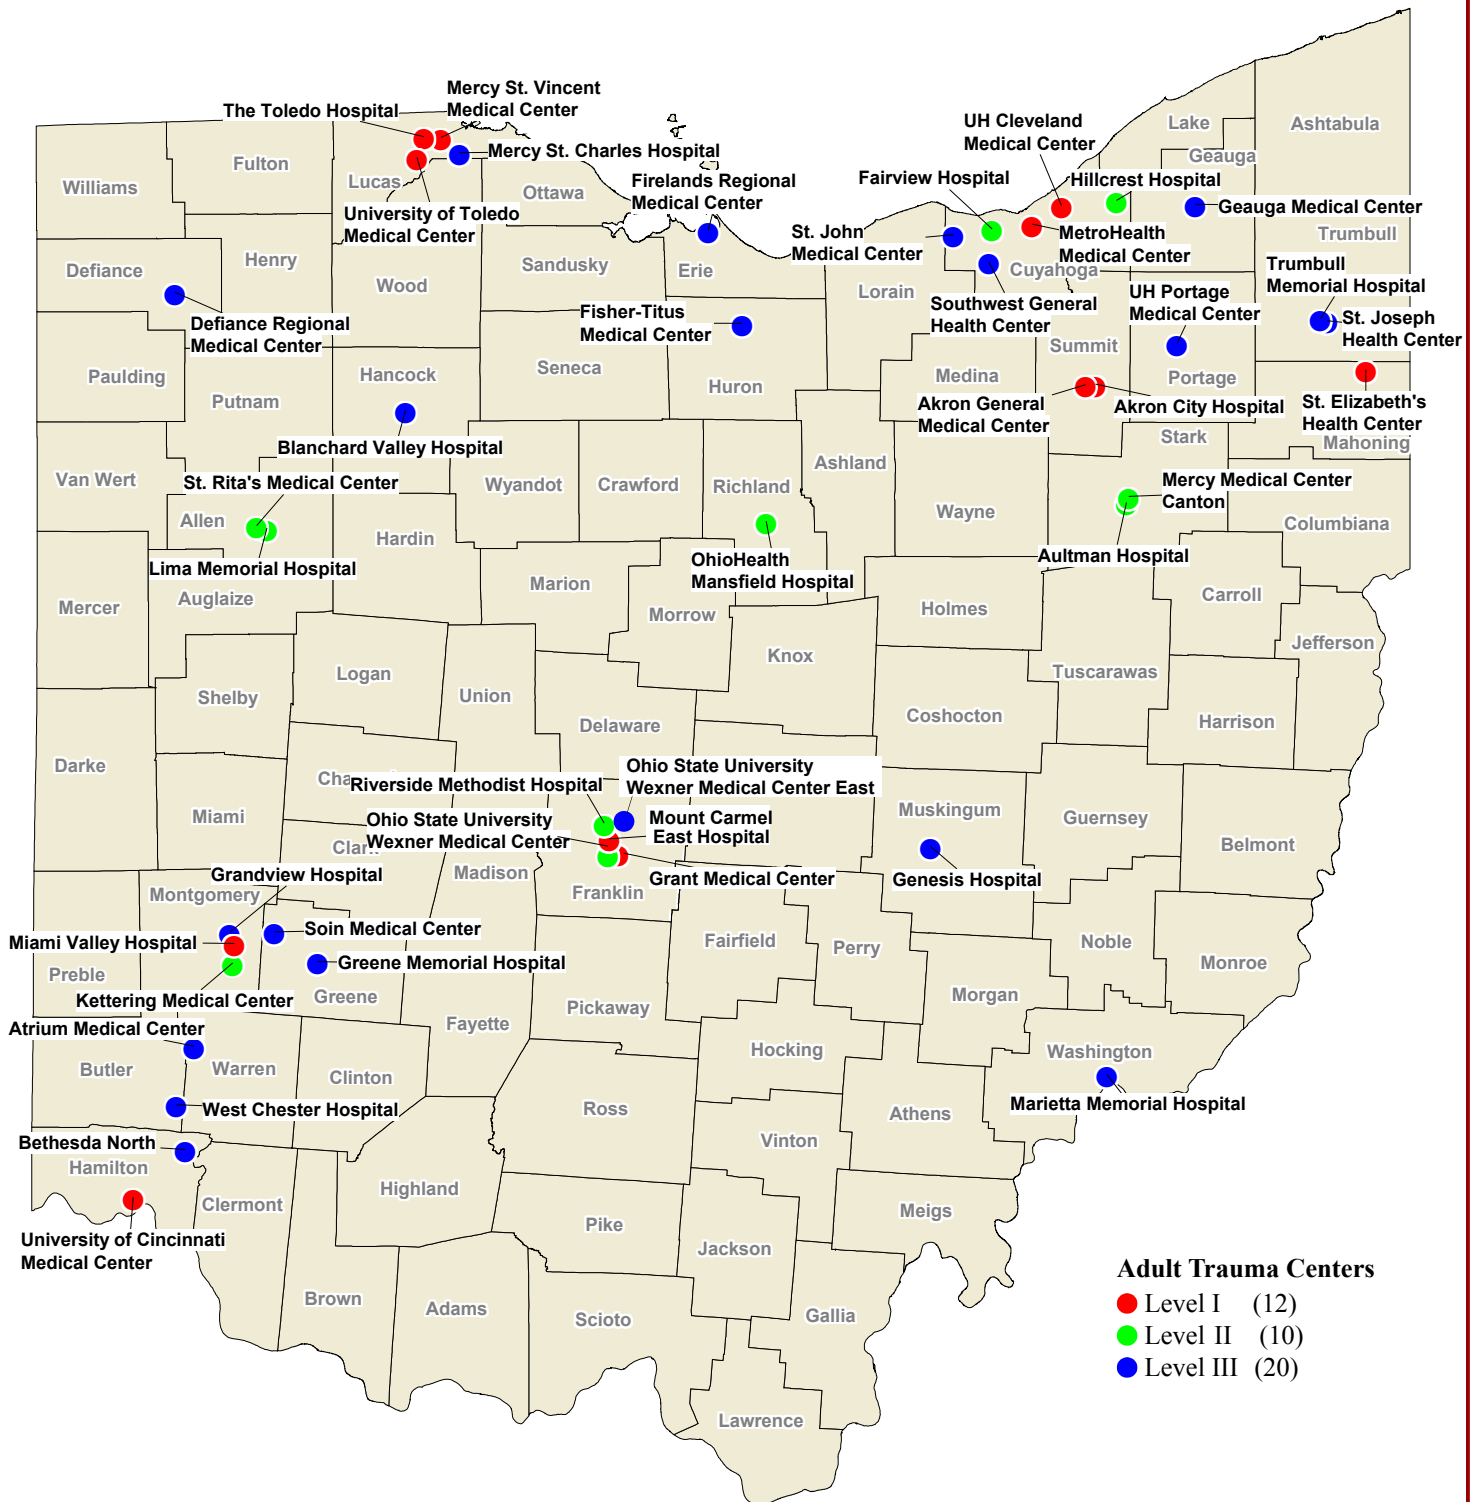 Mercy St. Vincent
Medical Center
The Toledo Hospital
UH Cleveland
Medical Center
Lake
Ashtabula
Mercy St. Charles Hospital
Geauga
Fulton
Williams
Lucas
Ottawa
Firelands Regional
Medical Center
Fairview Hospital
Hillcrest Hospital
University of Toledo
Medical Center
Geauga Medical Center
St. John
Medical Center
MetroHealth
Medical Center
Trumbull
Defiance
Henry
Wood
Sandusky
Erie
Cuyahoga
Lorain
Trumbull
Memorial Hospital
Southwest General
Health Center
UH Portage
Medical Center
Defiance Regional
Medical Center
Fisher-Titus
Medical Center
St. Joseph
Health Center
Summit
Paulding
Putnam
Hancock
Seneca
Huron
Medina
Portage
Akron General
Medical Center
Akron City Hospital
St. Elizabeth's
Health Center
Stark
Mahoning
Blanchard Valley Hospital
Van Wert
St. Rita's Medical Center
Wyandot
Crawford
Richland
Ashland
Mercy Medical Center
Canton
Allen
Hardin
Wayne
Columbiana
Lima Memorial Hospital
OhioHealth
Mansfield Hospital
Aultman Hospital
Mercer
Auglaize
Marion
Morrow
Holmes
Carroll
Jefferson
Logan
Knox
Tuscarawas
Shelby
Union
Delaware
Coshocton
Harrison
Darke
Cha
Riverside Methodist Hospital
Ohio State University
Wexner Medical Center East
Miami
Ohio State University
Wexner Medical Center
Mount Carmel
East Hospital
Muskingum
Guernsey
Belmont
Clark
Grandview Hospital
Madison
Franklin
Grant Medical Center
Genesis Hospital
Montgomery
Miami Valley Hospital
Soin Medical Center
Fairfield
Perry
Noble
Preble
Greene Memorial Hospital
Monroe
Kettering Medical Center
Greene
Pickaway
Morgan
Atrium Medical Center
Fayette
Hocking
Washington
Butler
Warren
Clinton
West Chester Hospital
Ross
Athens
Marietta Memorial Hospital
Bethesda North
Vinton
Hamilton
Clermont
Highland
Pike
Meigs
University of Cincinnati
Medical Center
Jackson
Brown
Adams
Scioto
Gallia
Lawrence
Adult Trauma Centers
Level I (12)
Level II (10)
Level III (20)